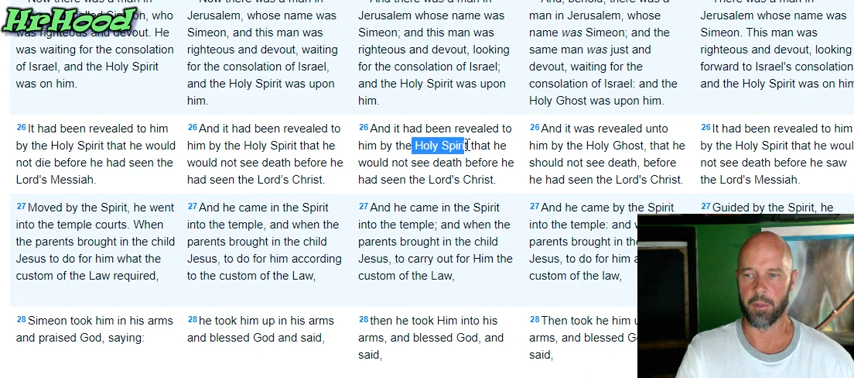 HrHood
was righteous and devout. He
was waiting for the consolation
of Israel, and the Holy Spirit
was on him.
26 It had been revealed to him
by the Holy Spirit that he would
not die before he had seen the
Lord's Messiah.
27 Moved by the Spirit, he went
into the temple courts. When
the parents brought in the child
Jesus to do for him what the
custom of the Law required,
28 Simeon took him in his arms
and praised God, saying:
Jerusalem, whose name was
Simeon, and this man was
righteous and devout, waiting
for the consolation of Israel,
and the Holy Spirit was upon
him.
26 And it had been revealed to
him by the Holy Spirit that he
would not see death before he
had seen the Lord's Christ.
27 And he came in the Spirit
into the temple, and when the
parents brought in the child
Jesus, to do for him according
to the custom of the Law,
28 he took him up in his arms
and blessed God and said,
Jerusalem whose name was
Simeon; and this man was
righteous and devout, looking
for the consolation of Israel;
and the Holy Spirit was upon
him.
26 And it had been revealed to
him by the Holy Spirit that he
would not see death before he
had seen the Lord's Christ.
27 And he came in the Spirit
into the temple; and when the
parents brought in the child
Jesus, to carry out for Him the
custom of the Law,
28 then he took Him into his
arms, and blessed God, and
said,
man in Jerusalem, whose name
was Simeon; and the
same man was just and
devout, waiting for the
consolation of Israel: and the
Holy Ghost was upon him.
26 And it was revealed unto
him by the Holy Ghost, that he
should not see death, before
he had seen the Lord's Christ.
27 And he came by the Spirit
into the temple: and
the parents brought in
Jesus, to do for him
custom of the law,
28 Then took he him
arms, and blessed God
said,
Jerusalem whose name was
Simeon. This man was
righteous and devout, looking
forward to Israel's consolation
and the Holy Spirit was on him
26 It had been revealed to him
by the Holy Spirit that he
not see death before he saw
the Lord's Messiah.
27 Guided by the Spirit, he